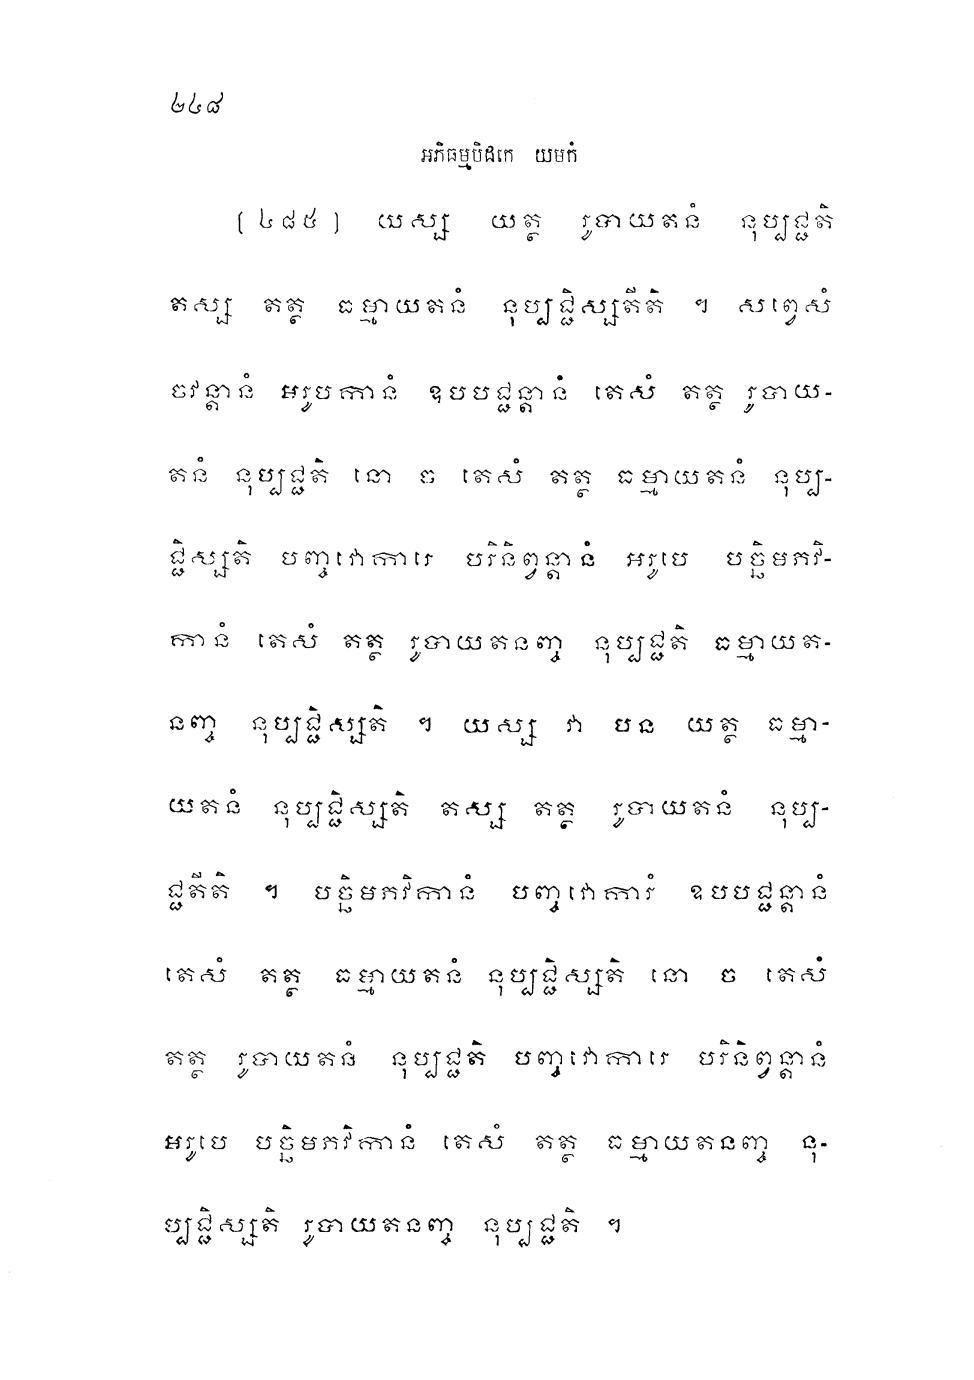 ២៤៨
អភិធម្មបិដកេ យមកំ
[ ៤៨៥ ] យស្ស យត្ថ រូបាយតនំ នុប្បជ្ជតិ
តស្ស តត្ថ ធម្មាយតនំ នុប្បជ្ជិស្សតីតិ ។ សព្វេសំ
ចវន្តានំ អរូបកានំ ឧបបជ្ជន្តានំ តេសំ តត្ថ រូបាយ-
តនំ នុប្បជ្ជតិ នោ ច តេសំ តត្ថ ធម្មាយតនំ នុប្ប-
ជ្ជិស្សតិ បញ្ចវោការេ បរិនិព្វន្តានំ អរូបេ បច្ឆិមភវិ-
កានំ តេសំ តត្ថ រូបាយតនញ្ច នុប្បជ្ជតិ ធម្មាយត-
នញ្ច នុប្បជ្ជិស្សតិ ។ យស្ស វា បន យត្ថ ធម្មា-
យតនំ នុប្បជ្ជិស្សតិ តស្ស តត្ថ រូបាយតនំ នុប្ប-
ជ្ជតីតិ ។ បច្ឆិមភវិកានំ បញ្ចវោការំ ឧបបជ្ជន្តានំ
តេសំ តត្ថ ធម្មាយតនំ នុប្បជ្ជិស្សតិ នោ ច តេសំ
តត្ថ រូបាយតនំ នុប្បជ្ជតិ បញ្ចវោការេ បរិនិព្វន្តានំ
អរូបេ បច្ឆិមភវិកានំ តេសំ តត្ថ ធម្មាយតនញ្ច នុ-
ប្បជ្ជិស្សតិ រូបាយតនញ្ច នុប្បជ្ជតិ ។